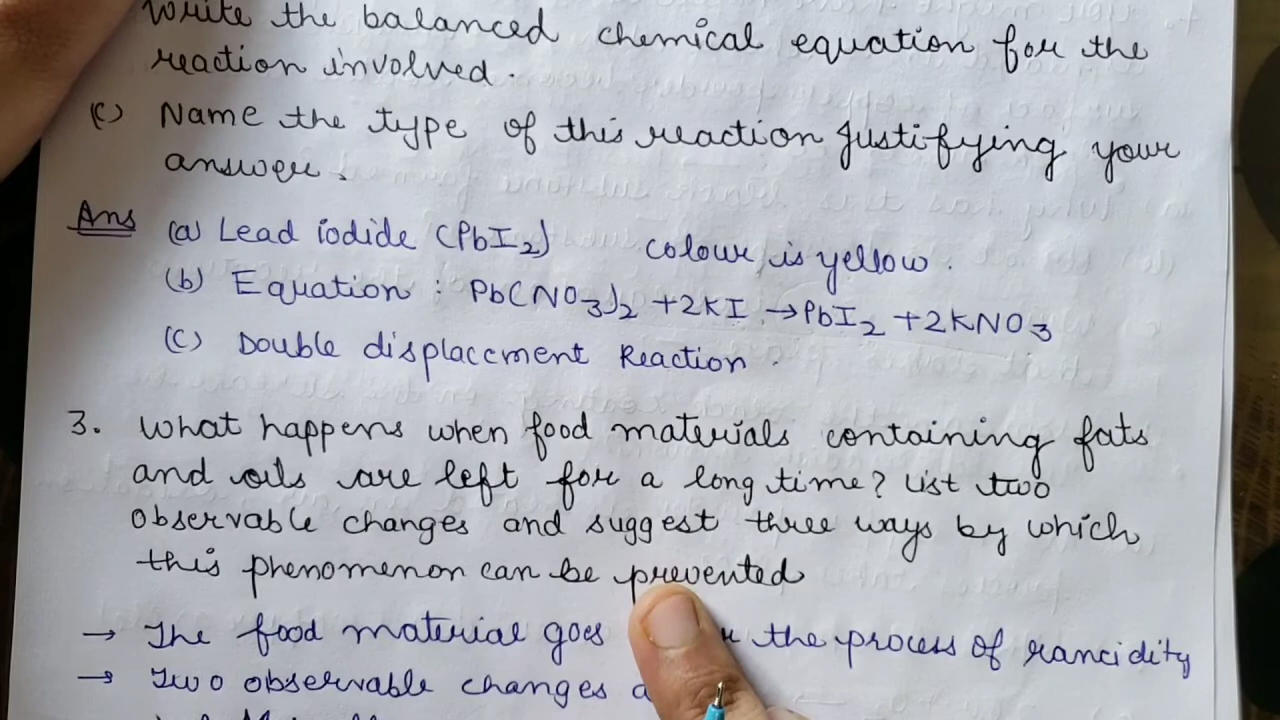 Write the balanced chemical equation for the
reaction involved.
(c) Name the type of this reaction Justifying your
answer.
Ans (a) Lead iodide (PbI2) colour is yellow.
(b) Equation : Pb(NO3)2 + 2KI → PbI2 + 2KNO3
(c) Double displacement Reaction.
3. What happens when food materials containing fats
and oils are left for a long time? List two
observable changes and suggest three ways by which
this phenomenon can be prevented
→ The food material goes the process of rancidity
→ Two observable changes